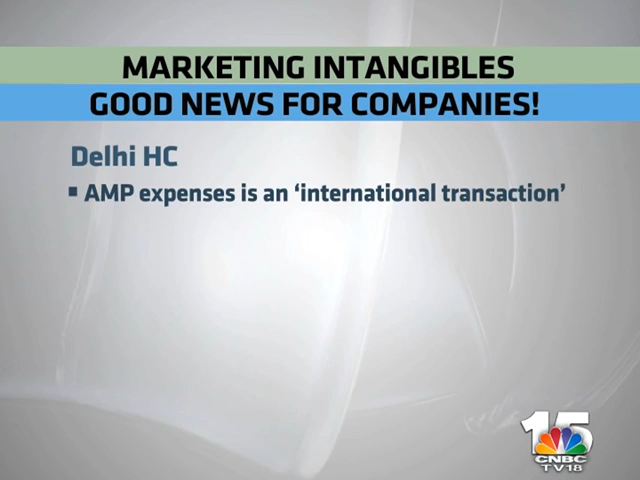 MARKETING INTANGIBLES
GOOD NEWS FOR COMPANIES!
Delhi HC
▪ AMP expenses is an ‘international transaction’
15
CNBC
TV18